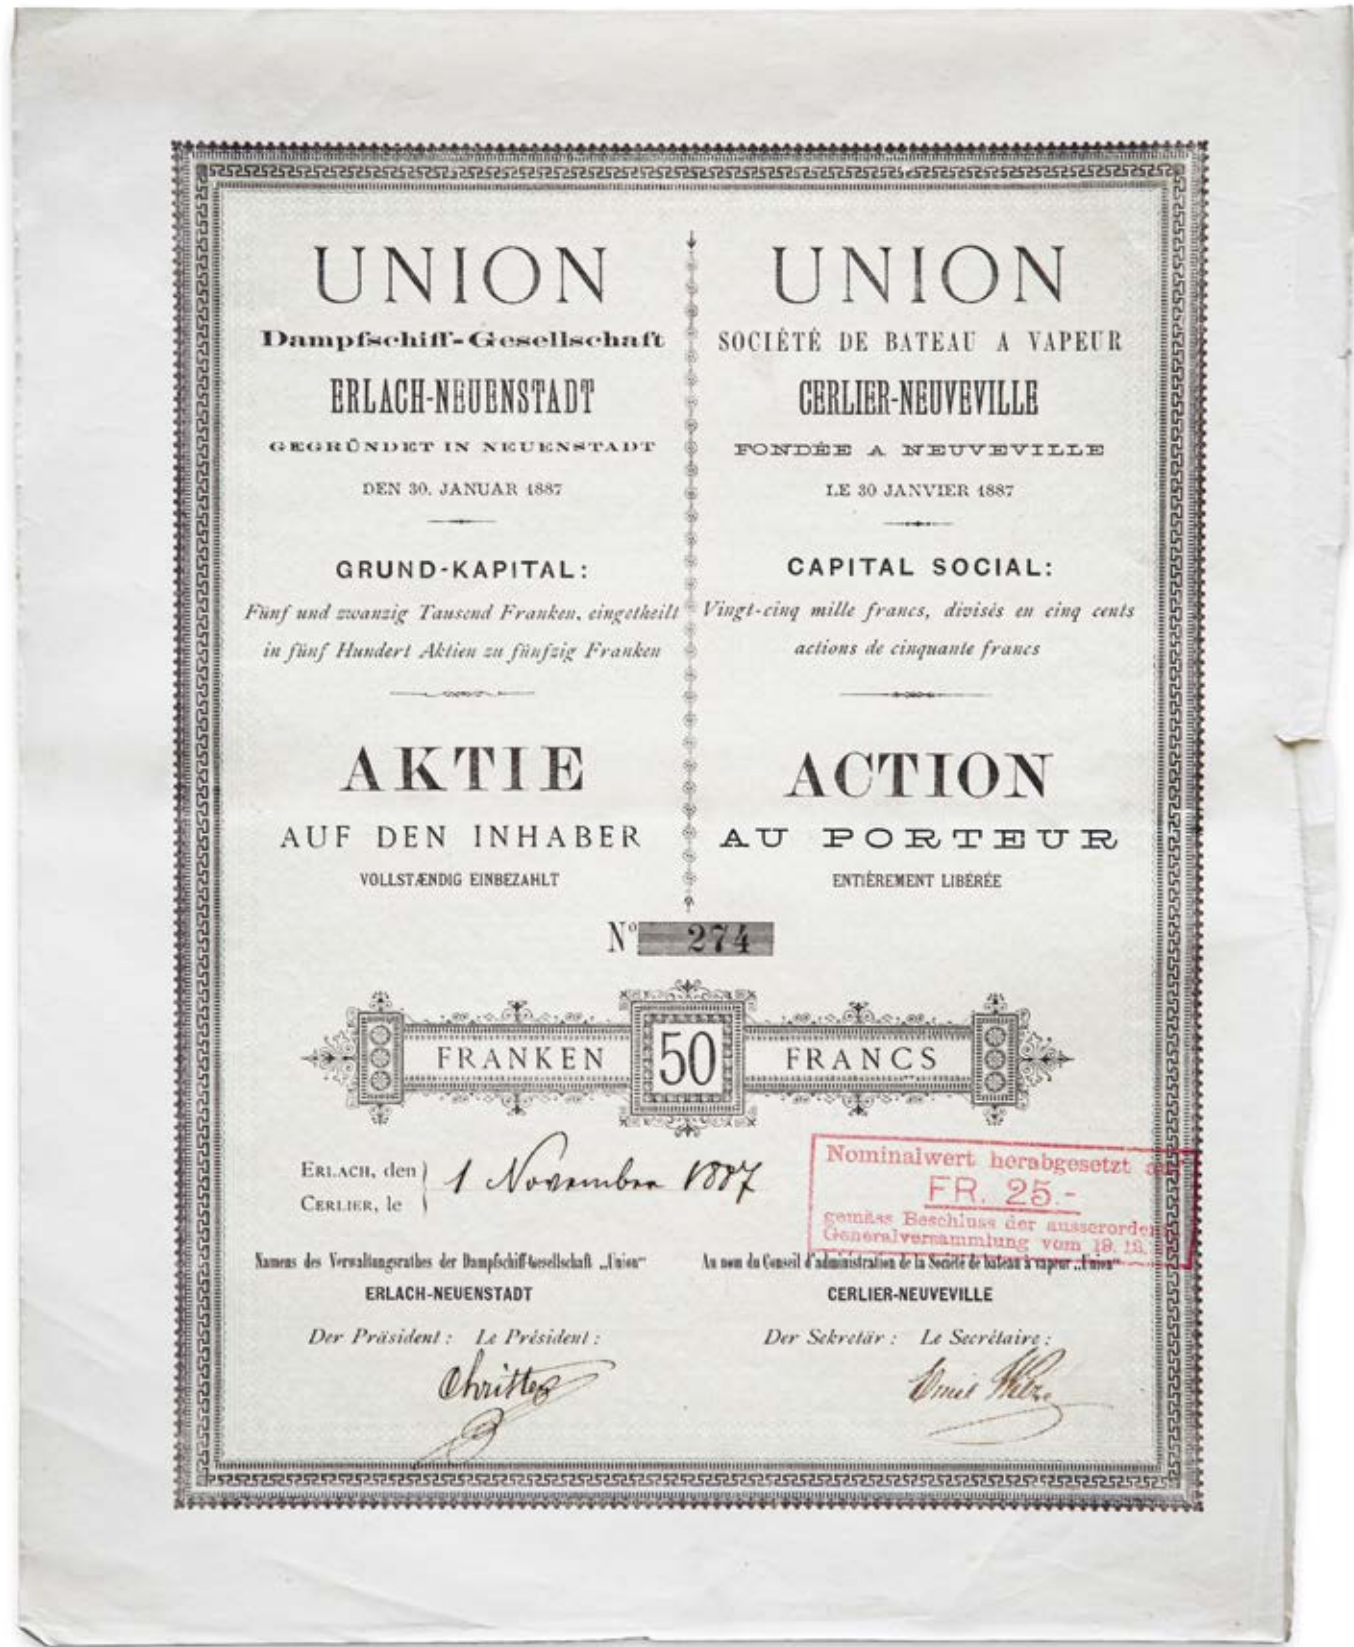 UNION
Dampfschiff-Gesellschaft
ERLACH-NEUENSTADT
GEGRÜNDET IN NEUENSTADT
DEN 30. JANUAR 1887
GRUND-KAPITAL:
Fünf und zwanzig Tausend Franken, eingetheilt
in fünf Hundert Aktien zu fünfzig Franken
AKTIE
AUF DEN INHABER
VOLLSTÆNDIG EINBEZAHLT
UNION
SOCIÉTÉ DE BATEAU A VAPEUR
CERLIER-NEUVEVILLE
FONDÉE A NEUVEVILLE
LE 30 JANVIER 1887
CAPITAL SOCIAL:
Vingt-cinq mille francs, divisés en cinq cents
actions de cinquante francs
ACTION
AU PORTEUR
ENTIÈREMENT LIBÉRÉE
No 274
FRANKEN 50 FRANCS
ERLACH, den
CERLIER, le
1 November 1887
Nominalwert herabgesetzt
FR. 25.-
gemäss Beschluss der ausserorden
Generalversammlung vom 19.
Namens des Verwaltungsrathes der Dampfschiff-Gesellschaft „Union“
ERLACH-NEUENSTADT
Der Präsident: Le Président:
Au nom du Conseil d'administration de la Société de bateau à vapeur „Union“
CERLIER-NEUVEVILLE
Der Sekretär: Le Secrétaire:
Emil